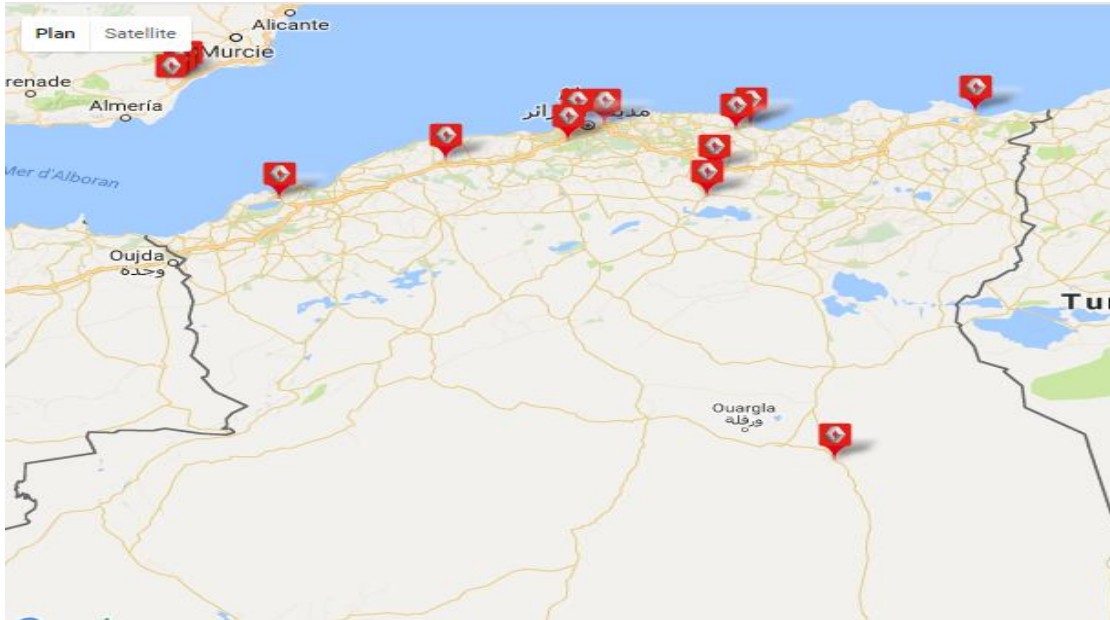 Plan Satellite
Alicante
Murcie
renade
Almería
Mer d'Alboran
Oujda
وجدة
Tu
Ouargla
ورقلة